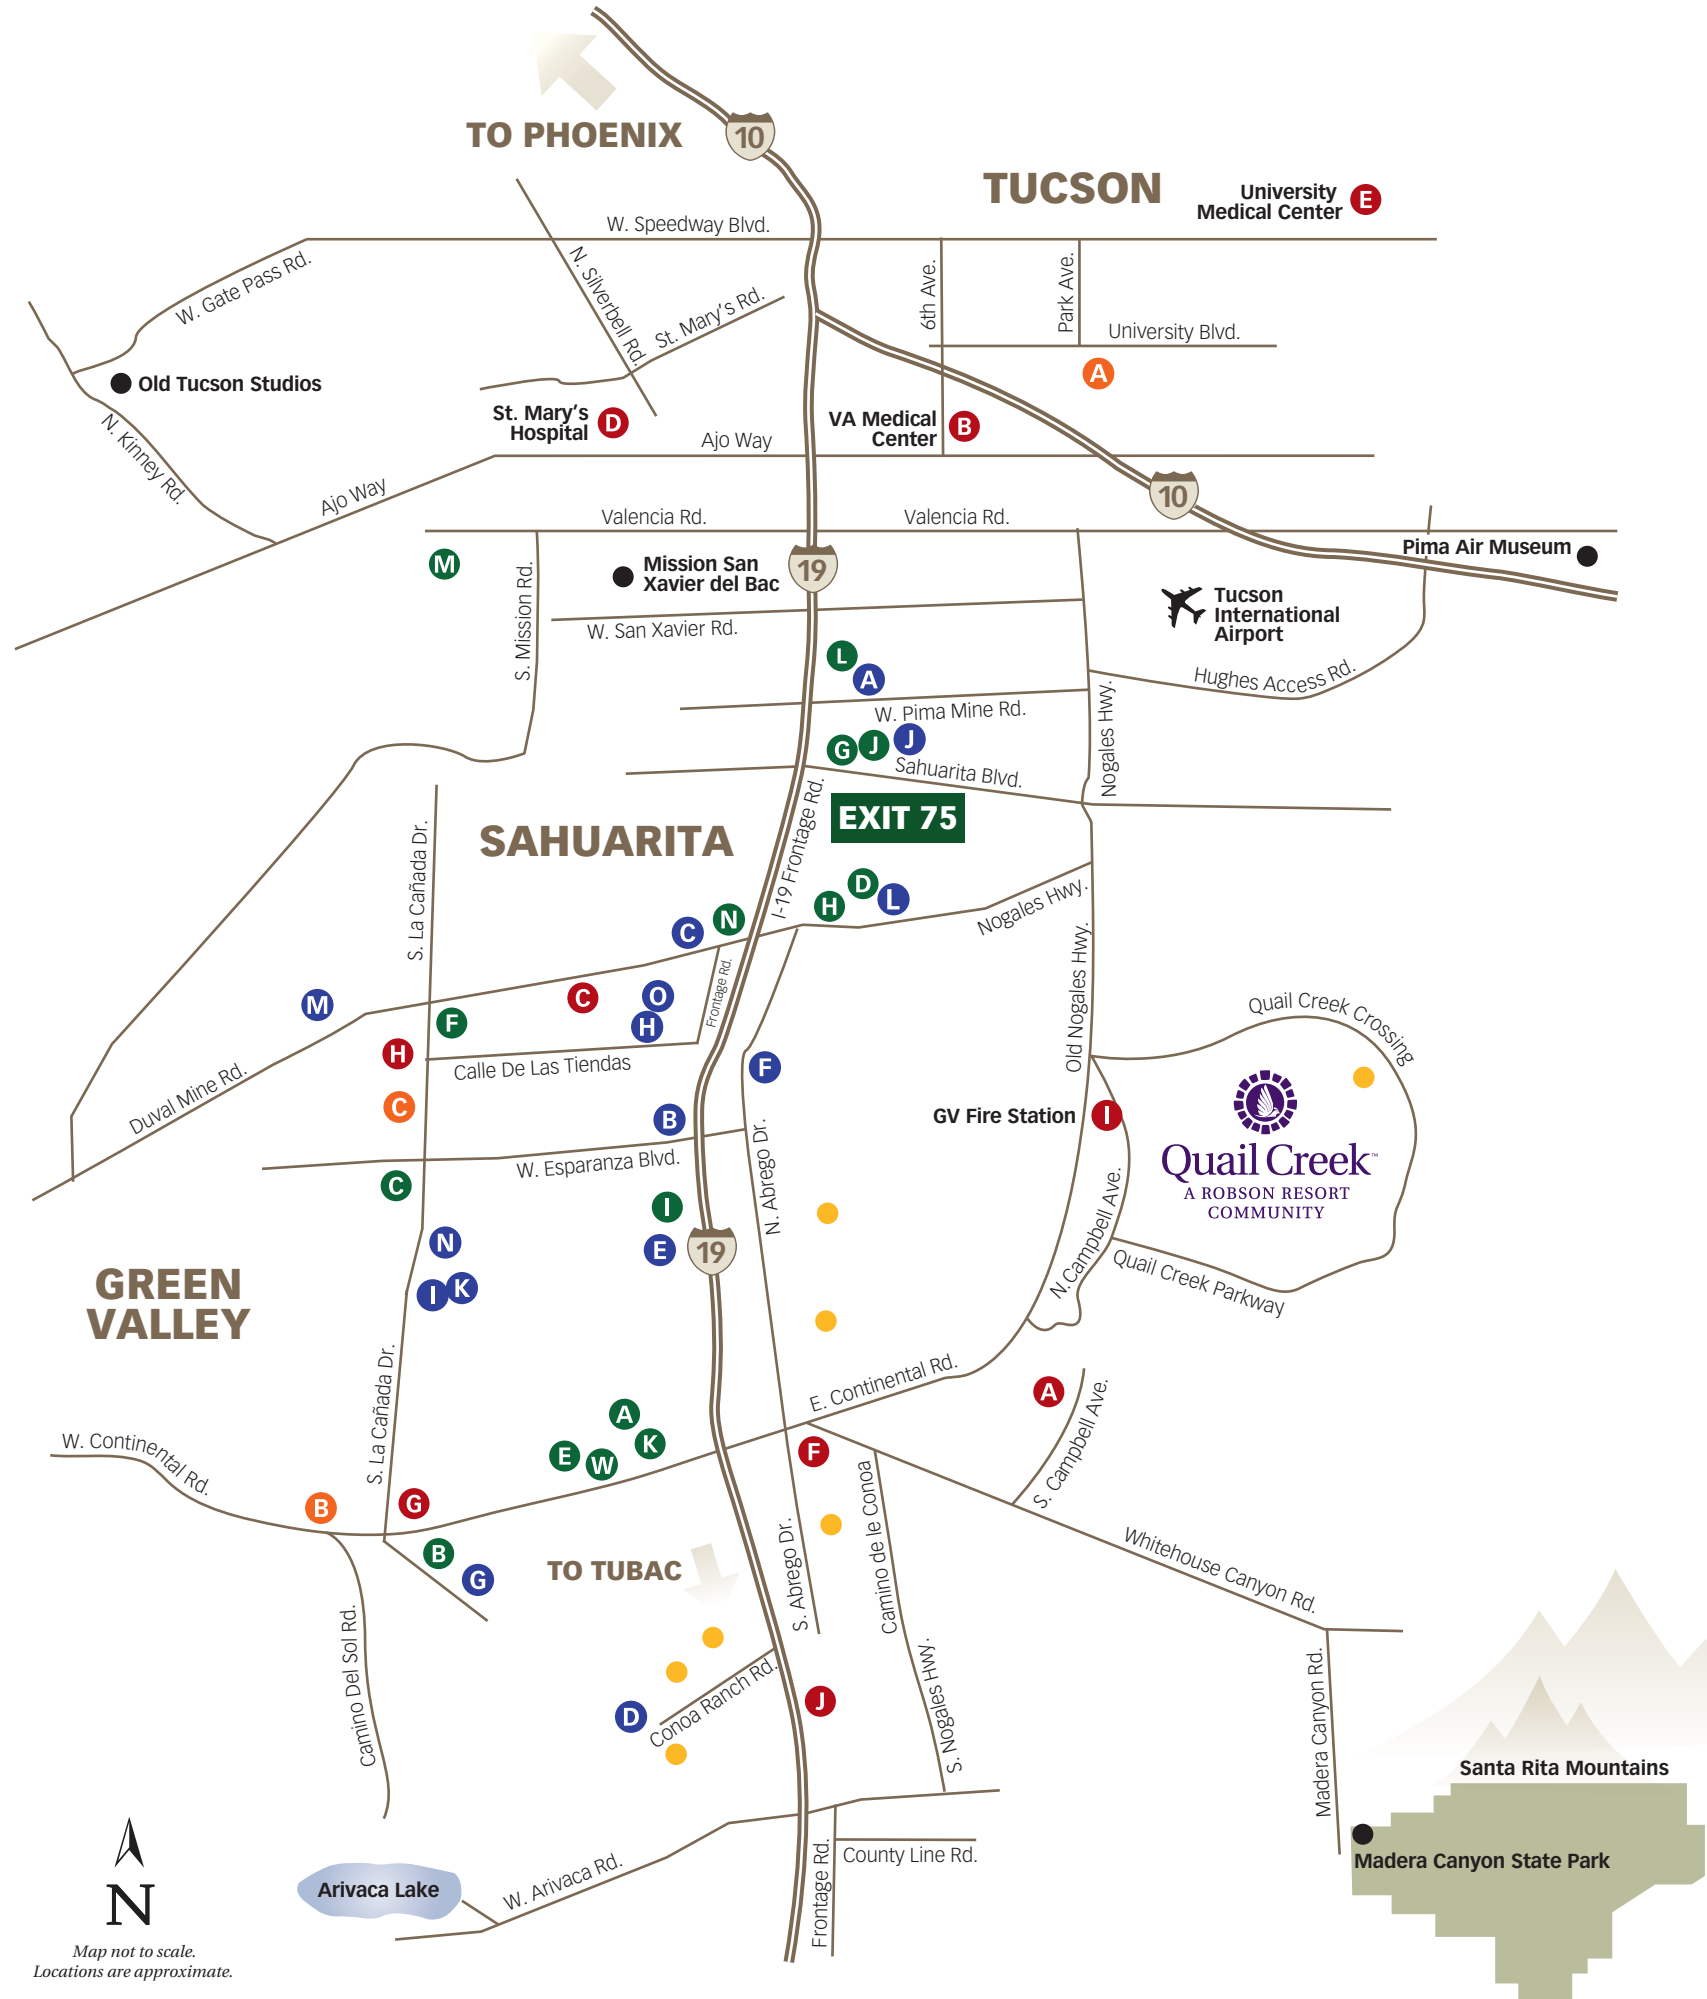 TO PHOENIX
10
TUCSON
University
Medical Center
E
W. Speedway Blvd.
W. Gate Pass Rd.
N. Silverbell Rd.
St. Mary's Rd.
6th Ave.
Park Ave.
University Blvd.
A
Old Tucson Studios
St. Mary's
Hospital
D
VA Medical
Center
B
Ajo Way
N. Kinney Rd.
Ajo Way
10
Valencia Rd.
Valencia Rd.
Pima Air Museum
M
Mission San
Xavier del Bac
19
S. Mission Rd.
Tucson
International
Airport
W. San Xavier Rd.
L
A
Hughes Access Rd.
W. Pima Mine Rd.
Nogales Hwy.
G
J
J
Sahuarita Blvd.
EXIT 75
I-19 Frontage Rd.
SAHUARITA
S. La Cañada Dr.
D
L
H
Nogales Hwy.
N
C
Old Nogales Hwy.
Frontage Rd.
M
C
O
H
F
Quail Creek Crossing
H
Calle De Las Tiendas
F
Duval Mine Rd.
C
B
GV Fire Station
I
Quail Creek™
A ROBSON RESORT
COMMUNITY
W. Esparanza Blvd.
N. Abrego Dr.
C
I
N. Campbell Ave.
N
E
19
Quail Creek Parkway
I
K
GREEN
VALLEY
S. La Cañada Dr.
E. Continental Rd.
A
S. Campbell Ave.
A
K
E
W
F
W. Continental Rd.
B
G
Camino de le Conoa
Whitehouse Canyon Rd.
B
G
TO TUBAC
S. Abrego Dr.
Camino Del Sol Rd.
S. Nogales Hwy.
D
Conoa Ranch Rd.
J
Madera Canyon Rd.
Santa Rita Mountains
Madera Canyon State Park
County Line Rd.
Frontage Rd.
W. Arivaca Rd.
Arivaca Lake
N
Map not to scale.
Locations are approximate.